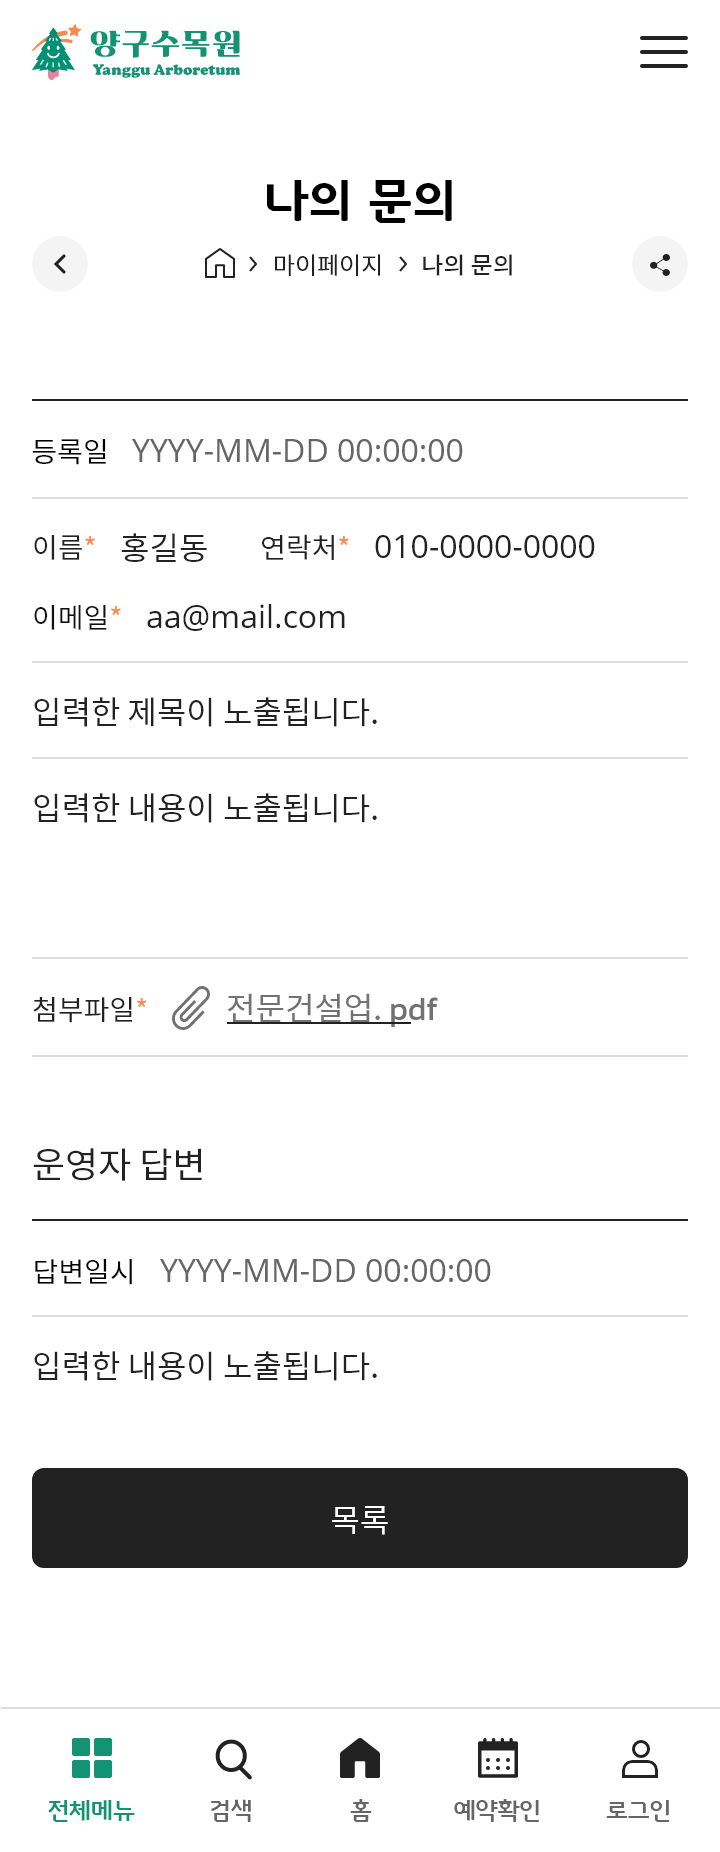 양구수목원
Yanggu Arboretum
나의 문의
마이페이지 > 나의 문의
등록일 YYYY-MM-DD 00:00:00
이름* 홍길동 연락처* 010-0000-0000
이메일* aa@mail.com
입력한 제목이 노출됩니다.
입력한 내용이 노출됩니다.
첨부파일* 전문건설업. pdf
운영자 답변
답변일시 YYYY-MM-DD 00:00:00
입력한 내용이 노출됩니다.
목록
전체메뉴 검색 홈 예약확인 로그인